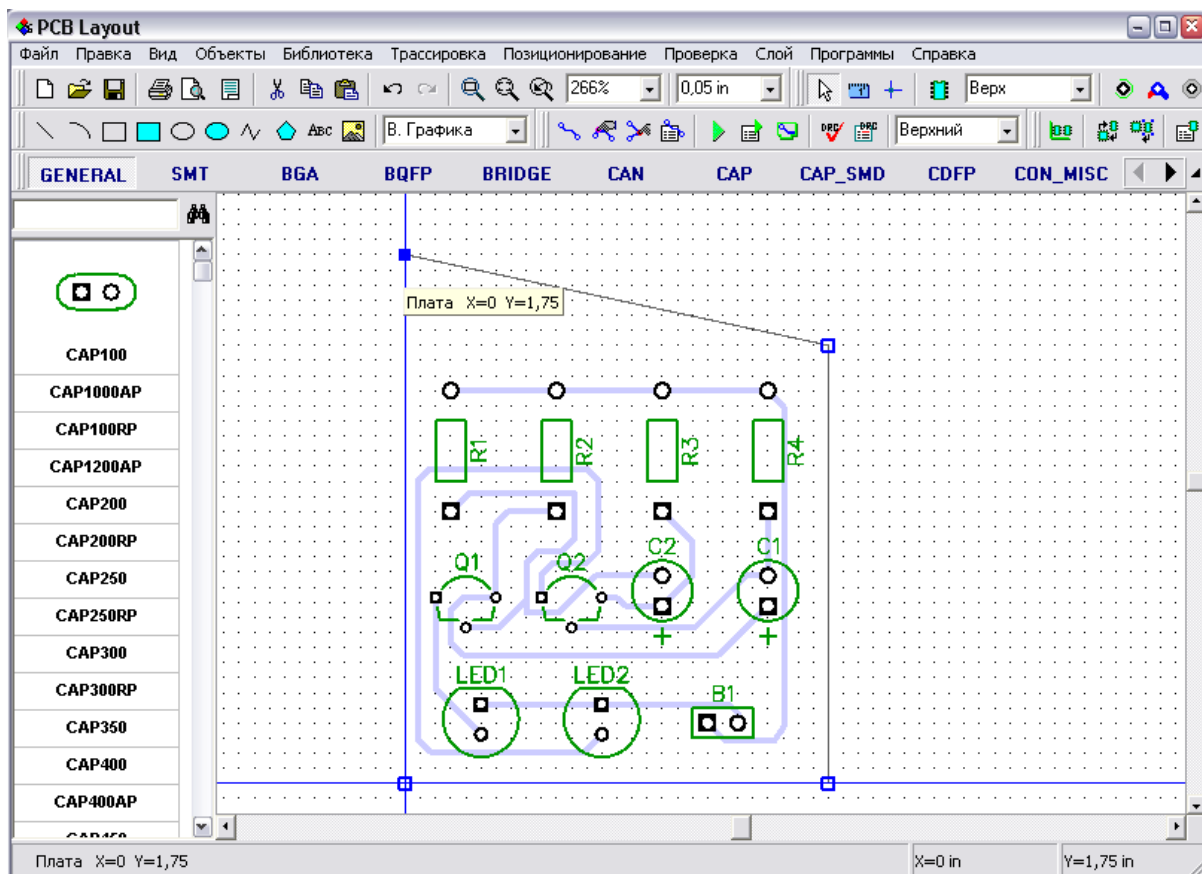 PCB Layout
Файл Правка Вид Объекты Библиотека Трассировка Позиционирование Проверка Слой Программы Справка
266% 0,05 in Верх
ABC В. Графика DRC DRC Верхний
GENERAL SMT BGA BQFP BRIDGE CAN CAP CAP_SMD CDFP CON_MISC
Плата X=0 Y=1,75
CAP100
CAP1000AP
CAP100RP
CAP1200AP
CAP200
CAP200RP
CAP250
CAP250RP
CAP300
CAP300RP
CAP350
CAP400
CAP400AP
R1 R2 R3 R4
C2 C1
Q1 Q2
+ +
LED1 LED2
B1
Плата X=0 Y=1,75 X=0 in Y=1,75 in